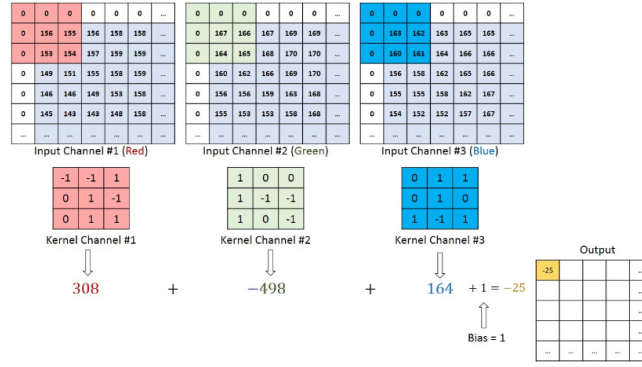 0 0 0 0 0 0 ... 0 0 0 0 0 0 ... 0 0 0 0 0 0 ...
0 156 155 156 158 158 ... 0 167 166 167 169 169 ... 0 163 162 163 165 165 ...
0 153 154 157 159 159 ... 0 164 165 168 170 170 ... 0 160 161 164 166 166 ...
0 149 151 155 158 159 ... 0 160 162 166 169 170 ... 0 156 158 162 165 166 ...
0 146 146 149 153 158 ... 0 156 156 159 163 168 ... 0 155 155 158 162 167 ...
0 145 143 143 148 158 ... 0 155 153 153 158 168 ... 0 154 152 152 157 167 ...
... ... ... ... ... ... ... ... ... ... ... ... ... ... ... ... ... ... ... ... ...
Input Channel #1 (Red) Input Channel #2 (Green) Input Channel #3 (Blue)
-1 -1 1 1 0 0 0 1 1
0 1 -1 1 -1 -1 0 1 0
0 1 1 1 0 -1 1 -1 1
Kernel Channel #1 Kernel Channel #2 Kernel Channel #3
Output
308 + −498 + 164 + 1 = −25
Bias = 1
-25 ...
...
...
...
... ... ... ... ...